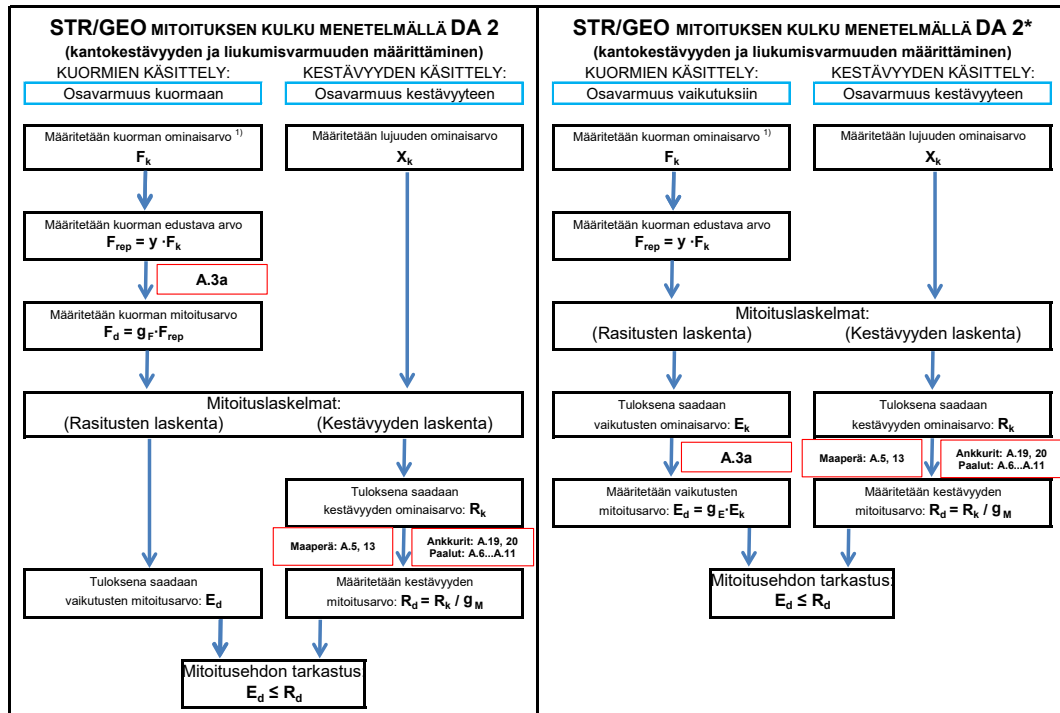 STR/GEO MITOITUKSEN KULKU MENETELMÄLLÄ DA 2
(kantokestävyyden ja liukumisvarmuuden määrittäminen)
KUORMIEN KÄSITTELY:
KESTÄVYYDEN KÄSITTELY:
Osavarmuus kuormaan
Osavarmuus kestävyyteen
Määritetään kuorman ominaisarvo 1)
Fk
Määritetään lujuuden ominaisarvo
Xk
Määritetään kuorman edustava arvo
Frep = y ·Fk
A.3a
Määritetään kuorman mitoitusarvo
Fd = gF·Frep
Mitoituslaskelmat:
(Rasitusten laskenta)
(Kestävyyden laskenta)
Tuloksena saadaan
kestävyyden ominaisarvo: Rk
Maaperä: A.5, 13
Ankkurit: A.19, 20
Paalut: A.6...A.11
Tuloksena saadaan
vaikutusten mitoitusarvo: Ed
Määritetään kestävyyden
mitoitusarvo: Rd = Rk / gM
Mitoitusehdon tarkastus:
Ed ≤ Rd
STR/GEO MITOITUKSEN KULKU MENETELMÄLLÄ DA 2*
(kantokestävyyden ja liukumisvarmuuden määrittäminen)
KUORMIEN KÄSITTELY:
KESTÄVYYDEN KÄSITTELY:
Osavarmuus vaikutuksiin
Osavarmuus kestävyyteen
Määritetään kuorman ominaisarvo 1)
Fk
Määritetään lujuuden ominaisarvo
Xk
Määritetään kuorman edustava arvo
Frep = y ·Fk
Mitoituslaskelmat:
(Rasitusten laskenta)
(Kestävyyden laskenta)
Tuloksena saadaan
vaikutusten ominaisarvo: Ek
Tuloksena saadaan
kestävyyden ominaisarvo: Rk
A.3a
Maaperä: A.5, 13
Ankkurit: A.19, 20
Paalut: A.6...A.11
Määritetään vaikutusten
mitoitusarvo: Ed = gE·Ek
Määritetään kestävyyden
mitoitusarvo: Rd = Rk / gM
Mitoitusehdon tarkastus:
Ed ≤ Rd